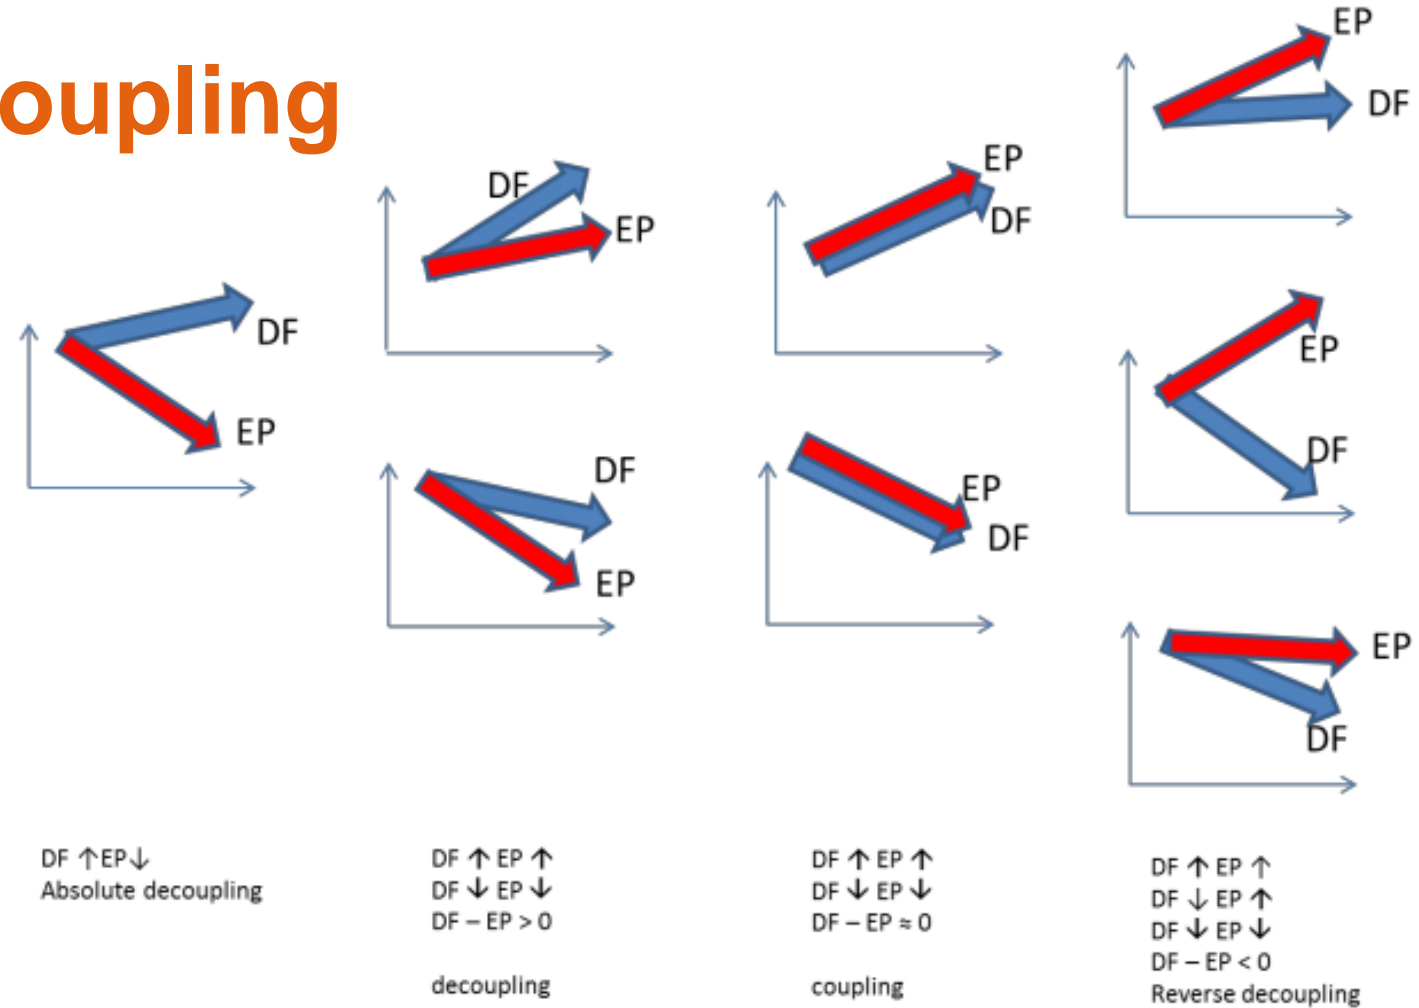 oupling
DF
EP
DF
EP
DF
EP
EP
DF
EP
DF
EP
DF
EP
DF
EP
DF
DF ↑EP↓
Absolute decoupling
DF ↑ EP ↑
DF ↓ EP ↓
DF – EP > 0
decoupling
DF ↑ EP ↑
DF ↓ EP ↓
DF – EP ≈ 0
coupling
DF ↑ EP ↑
DF ↓ EP ↑
DF ↓ EP ↓
DF – EP < 0
Reverse decoupling